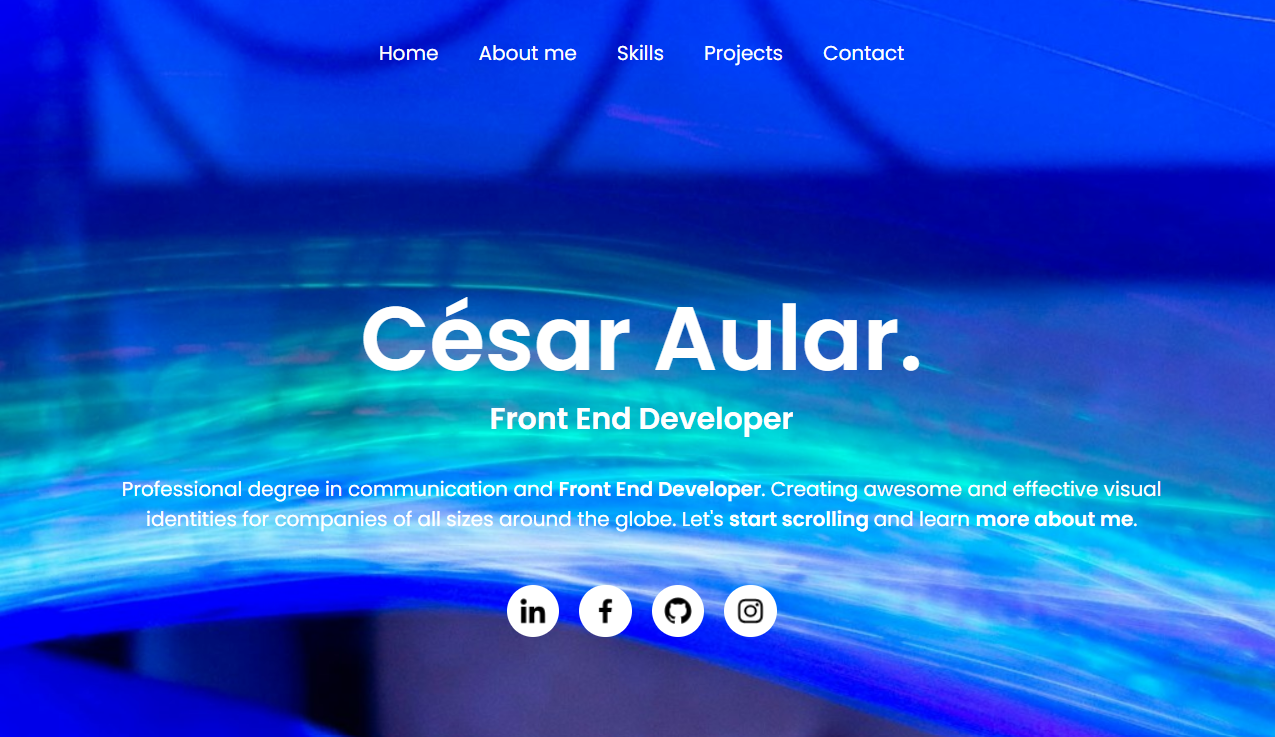 Home About me Skills Projects Contact
César Aular.
Front End Developer
Professional degree in communication and Front End Developer. Creating awesome and effective visual
identities for companies of all sizes around the globe. Let's start scrolling and learn more about me.
in f